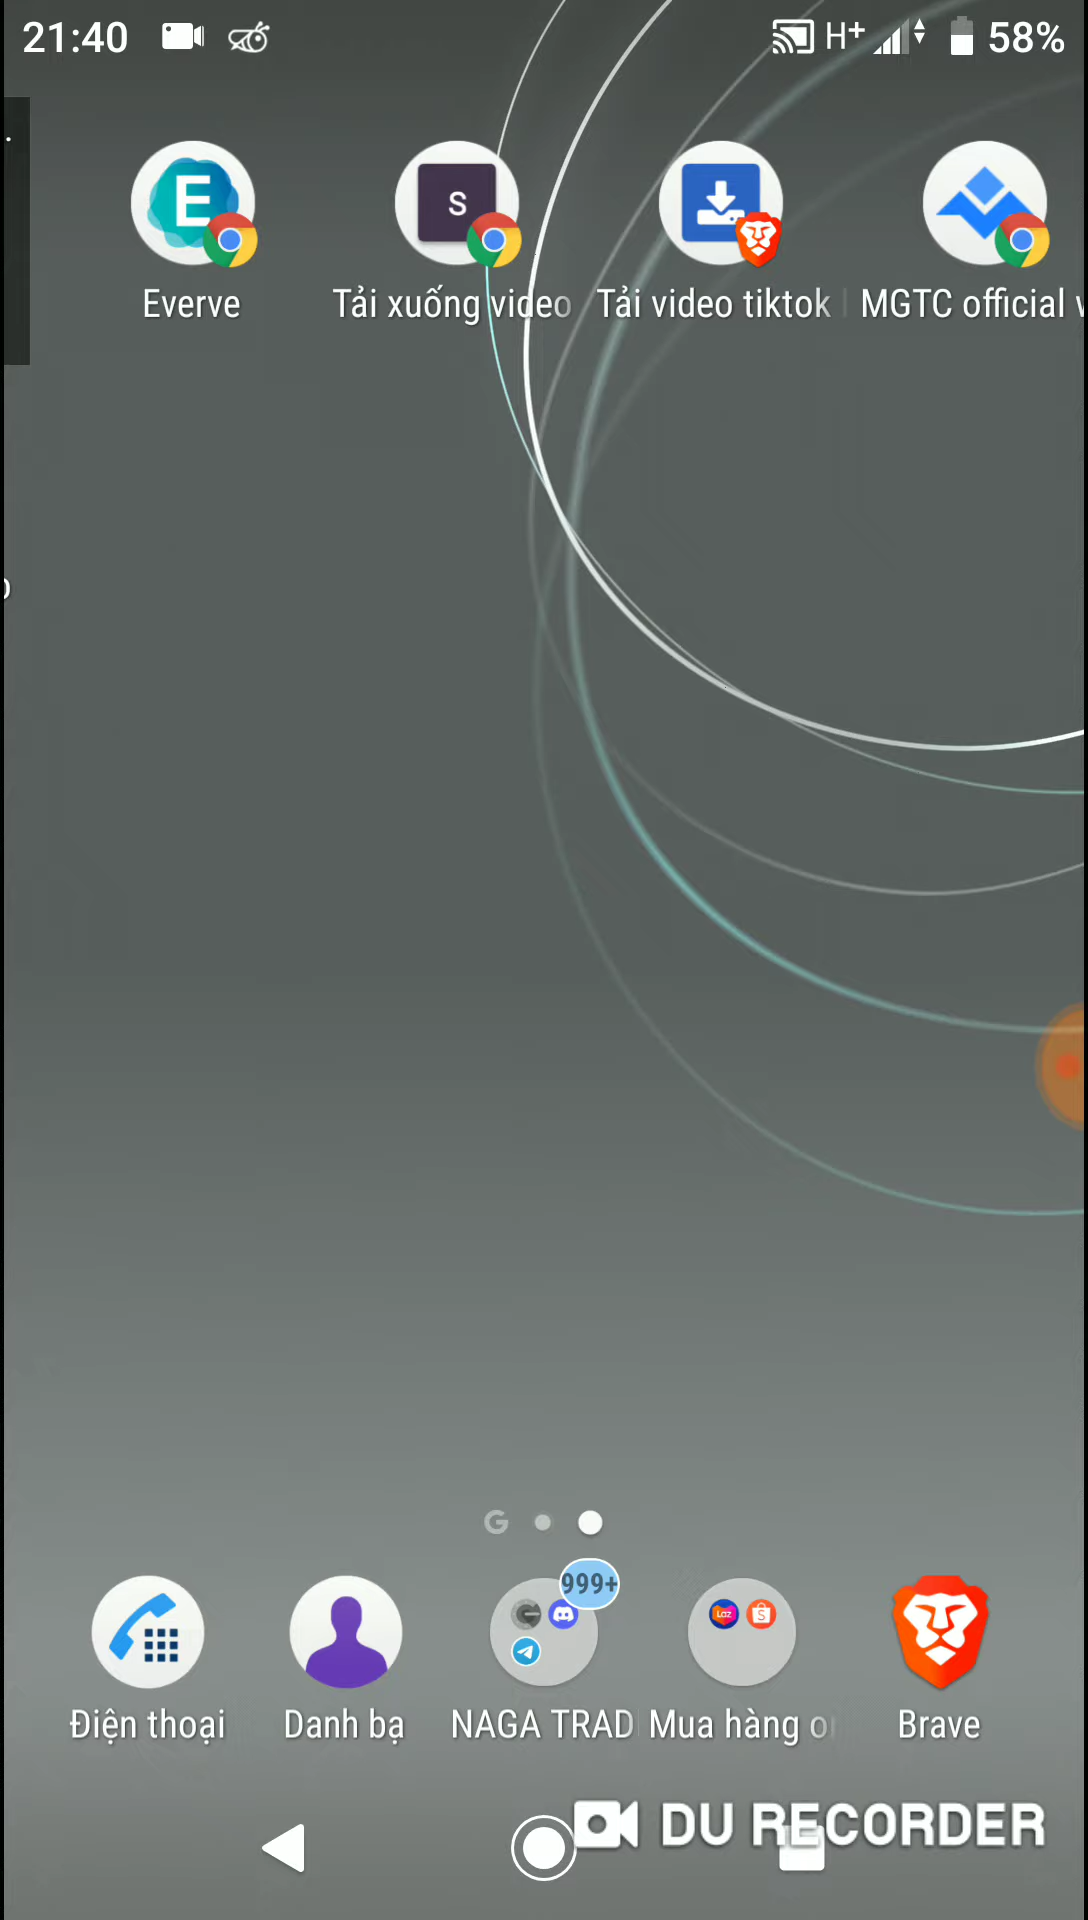 21:40 H+ 58%
E S
Everve Tải xuống video Tải video tiktok MGTC official
G
999+
Laz S
Điện thoại Danh bạ NAGA TRAD Mua hàng Brave
DU RECORDER